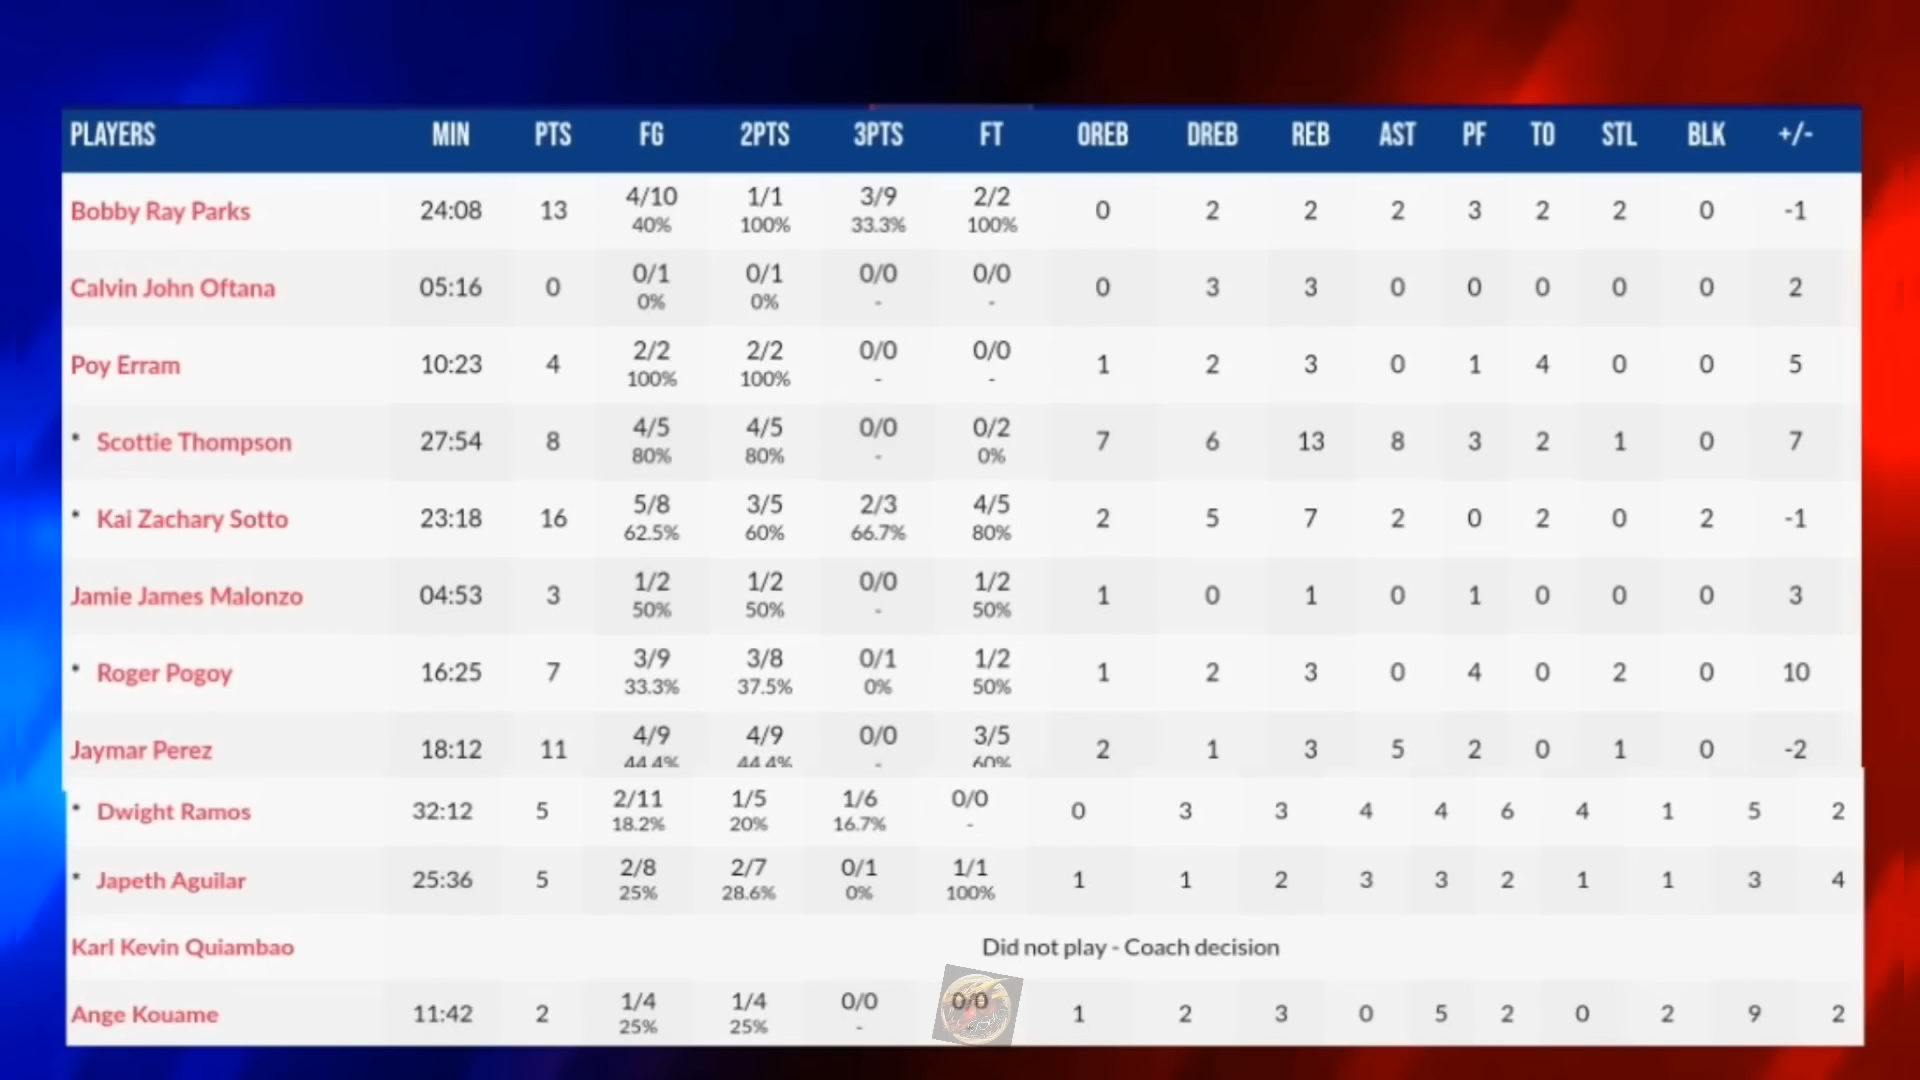 PLAYERS MIN PTS FG 2PTS 3PTS FT OREB DREB REB AST PF TO STL BLK +/-
Bobby Ray Parks 24:08 13 4/10 40% 1/1 100% 3/9 33.3% 2/2 100% 0 2 2 2 3 2 2 0 -1
Calvin John Oftana 05:16 0 0/1 0% 0/1 0% 0/0 - 0/0 - 0 3 3 0 0 0 0 0 2
Poy Erram 10:23 4 2/2 100% 2/2 100% 0/0 - 0/0 - 1 2 3 0 1 4 0 0 5
* Scottie Thompson 27:54 8 4/5 80% 4/5 80% 0/0 - 0/2 0% 7 6 13 8 3 2 1 0 7
* Kai Zachary Sotto 23:18 16 5/8 62.5% 3/5 60% 2/3 66.7% 4/5 80% 2 5 7 2 0 2 0 2 -1
Jamie James Malonzo 04:53 3 1/2 50% 1/2 50% 0/0 - 1/2 50% 1 0 1 0 1 0 0 0 3
* Roger Pogoy 16:25 7 3/9 33.3% 3/8 37.5% 0/1 0% 1/2 50% 1 2 3 0 4 0 2 0 10
Jaymar Perez 18:12 11 4/9 44.4% 4/9 44.4% 0/0 - 3/5 60% 2 1 3 5 2 0 1 0 -2
* Dwight Ramos 32:12 5 2/11 18.2% 1/5 20% 1/6 16.7% 0/0 - 0 3 3 4 4 6 4 1 5 2
* Japeth Aguilar 25:36 5 2/8 25% 2/7 28.6% 0/1 0% 1/1 100% 1 1 2 3 3 2 1 1 3 4
Karl Kevin Quiambao Did not play - Coach decision
Ange Kouame 11:42 2 1/4 25% 1/4 25% 0/0 - 0/0 1 2 3 0 5 2 0 2 9 2